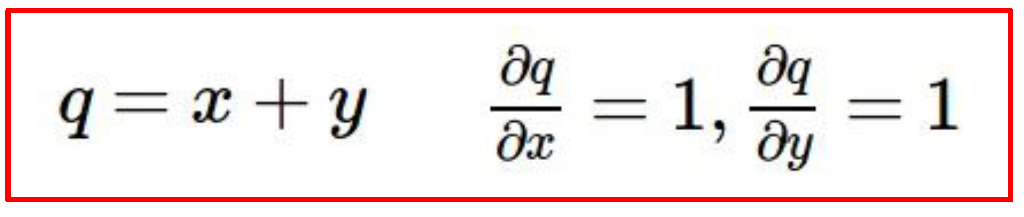 q = x + y   ∂q/∂x = 1, ∂q/∂y = 1